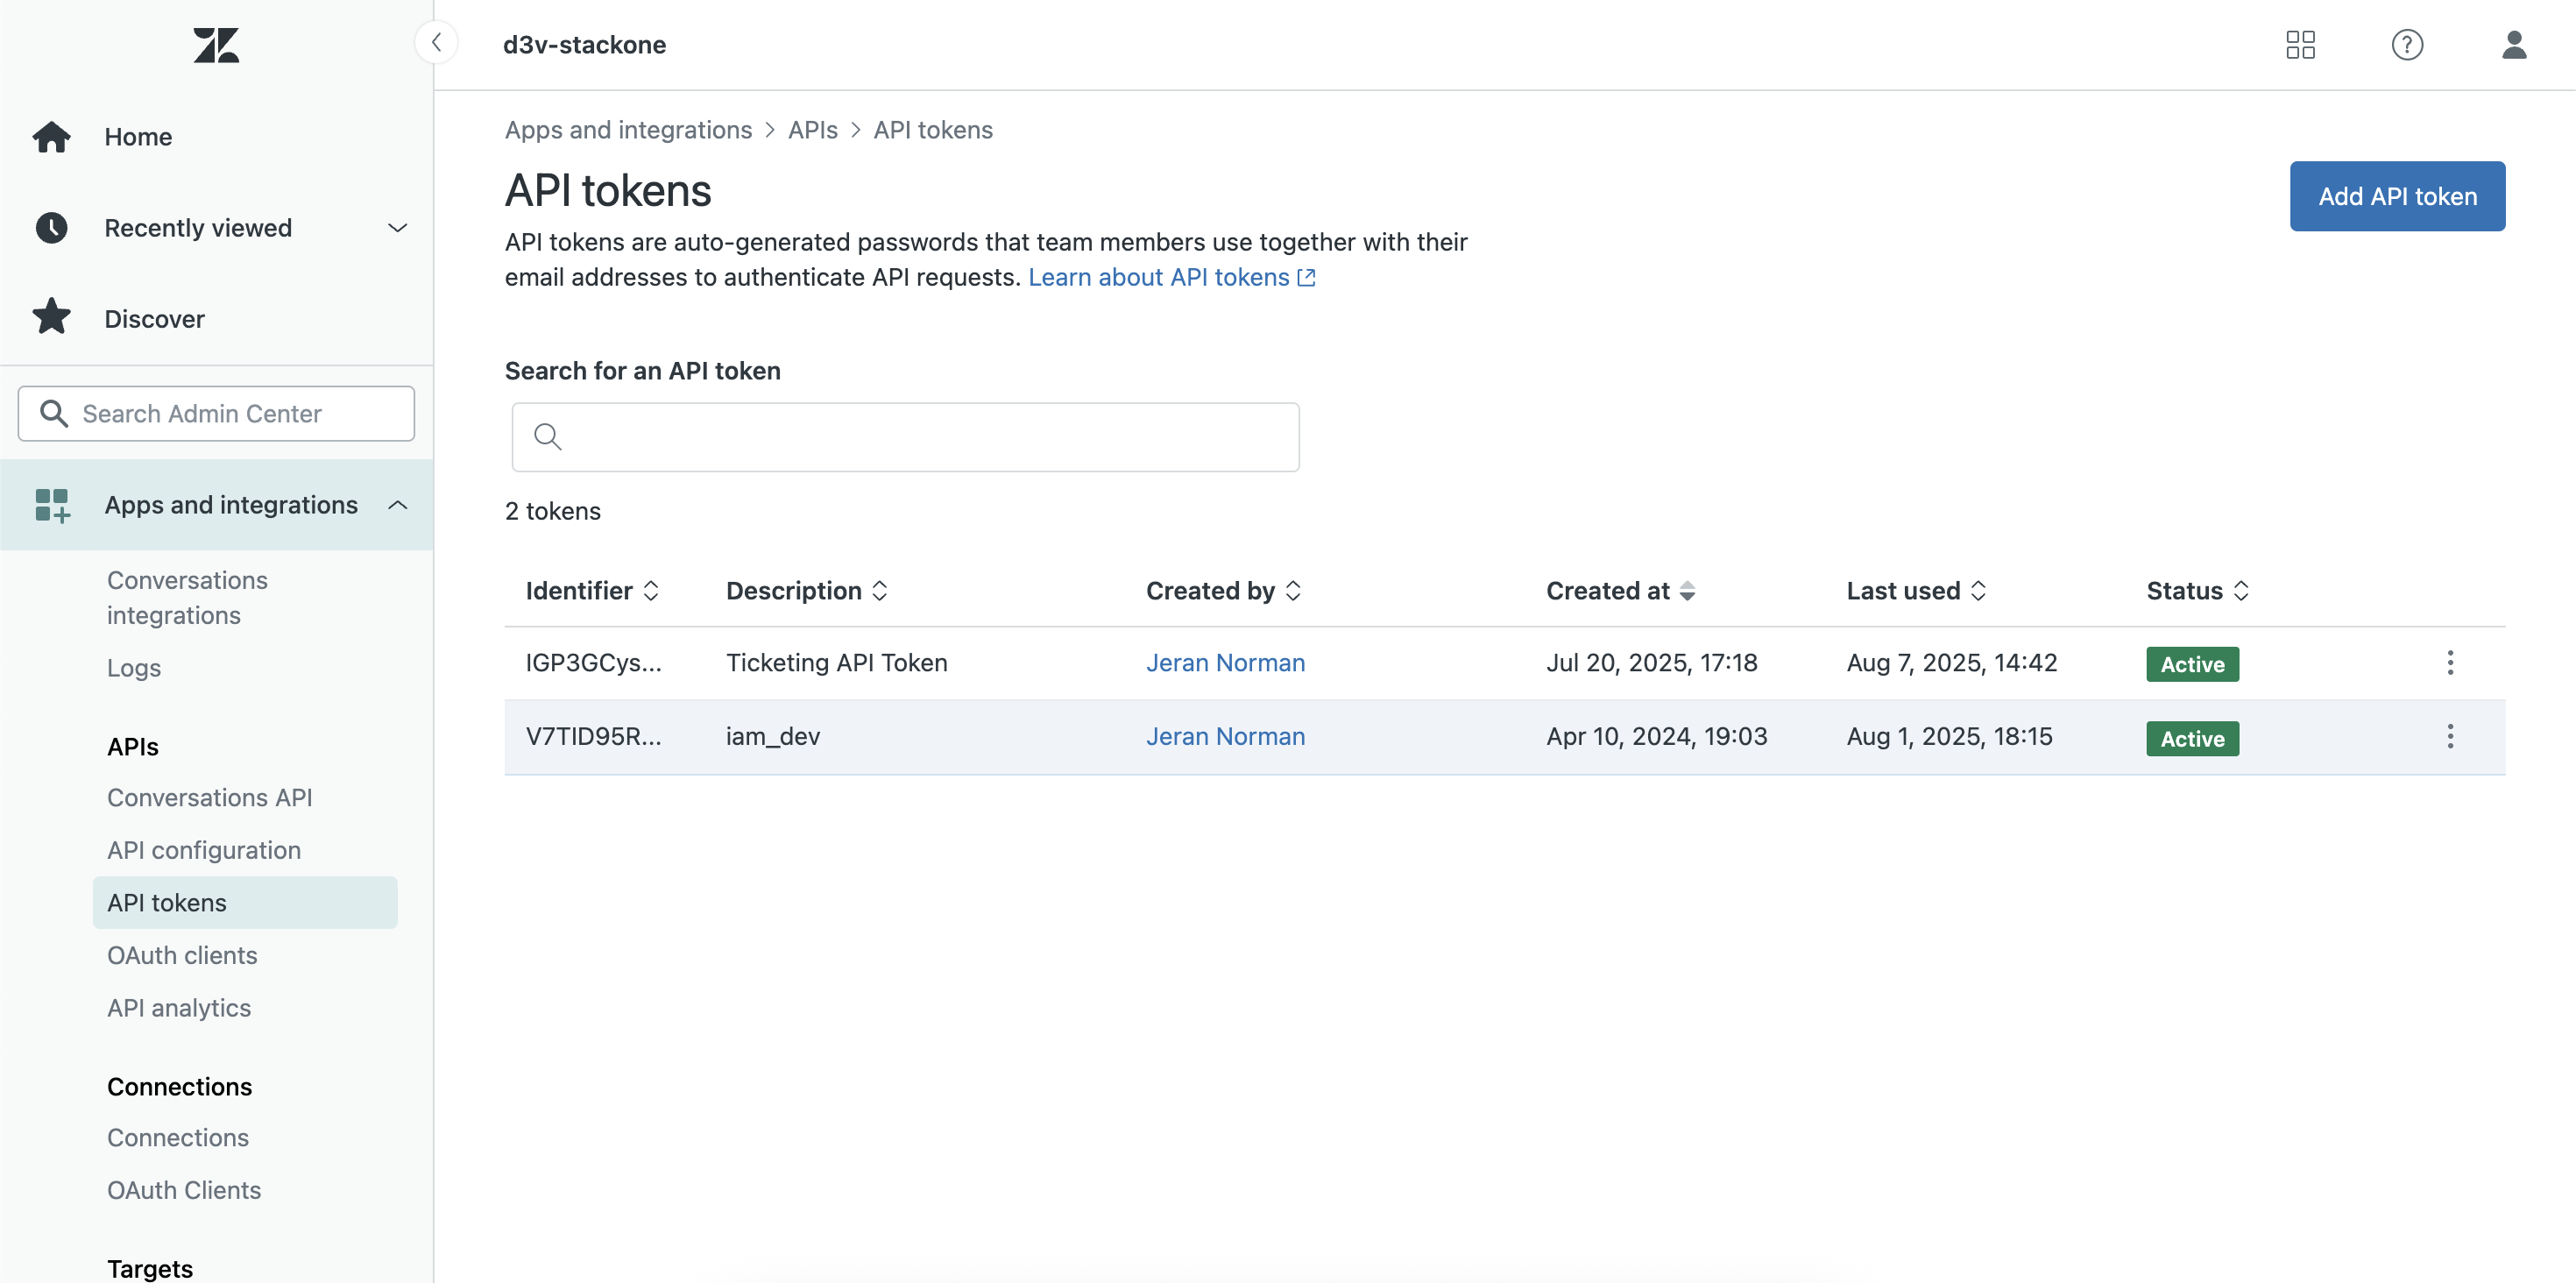 d3v-stackone
Home
Recently viewed
Discover
Search Admin Center
Apps and integrations
Conversations
integrations
Logs
APIs
Conversations API
API configuration
API tokens
OAuth clients
API analytics
Connections
Connections
OAuth Clients
Targets
Apps and integrations > APIs > API tokens
API tokens
Add API token
API tokens are auto-generated passwords that team members use together with their
email addresses to authenticate API requests. Learn about API tokens
Search for an API token
2 tokens
Identifier Description Created by Created at Last used Status
IGP3GCys... Ticketing API Token Jeran Norman Jul 20, 2025, 17:18 Aug 7, 2025, 14:42 Active
V7TID95R... iam_dev Jeran Norman Apr 10, 2024, 19:03 Aug 1, 2025, 18:15 Active